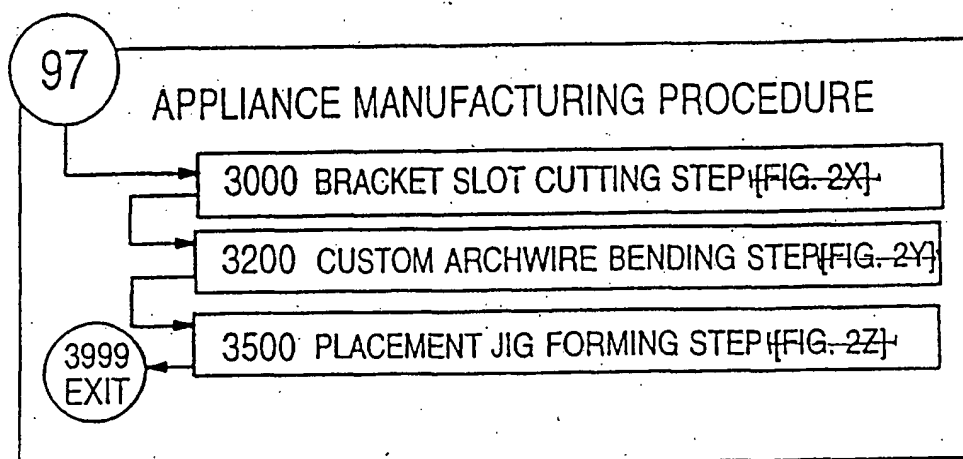 97
APPLIANCE MANUFACTURING PROCEDURE
3000 BRACKET SLOT CUTTING STEP [FIG. 2X]
3200 CUSTOM ARCHWIRE BENDING STEP [FIG. 2Y]
3500 PLACEMENT JIG FORMING STEP [FIG. 2Z]
3999
EXIT